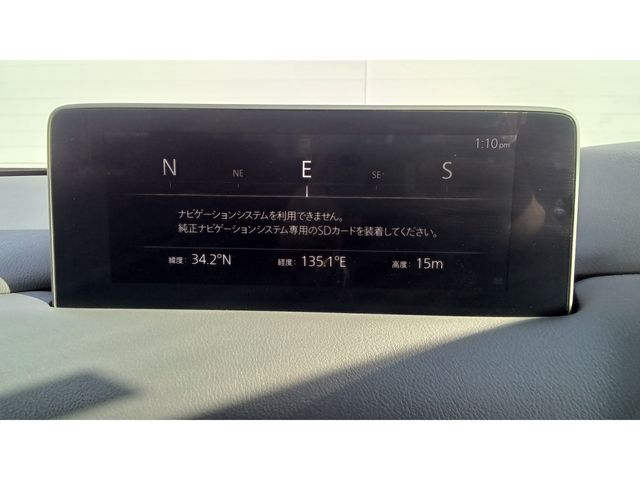 1:10pm
N NE E SE S
ナビゲーションシステムを利用できません。
純正ナビゲーションシステム専用のSDカードを装着してください。
緯度: 34.2°N 経度: 135.1°E 高度: 15m